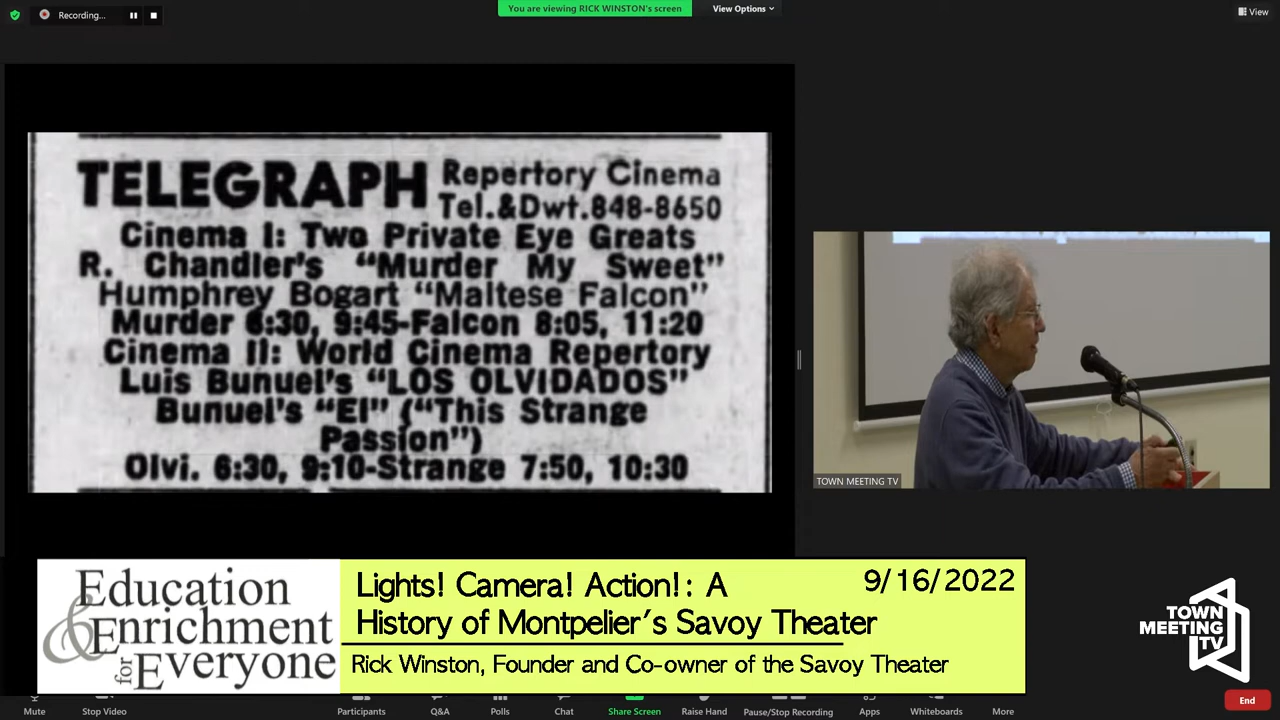 Recording...
You are viewing RICK WINSTON's screen
View Options
View
TELEGRAPH Repertory Cinema
Tel.&Dwt.848-8650
Cinema I: Two Private Eye Greats
R. Chandler's "Murder My Sweet"
Humphrey Bogart "Maltese Falcon"
Murder 6:30, 9:45-Falcon 8:05, 11:20
Cinema II: World Cinema Repertory
Luis Bunuel's "LOS OLVIDADOS"
Bunuel's "El" ("This Strange
Passion")
Olvi. 6:30, 9:10-Strange 7:50, 10:30
TOWN MEETING TV
Education
& Enrichment
for Everyone
Lights! Camera! Action!: A
History of Montpelier's Savoy Theater
9/16/2022
Rick Winston, Founder and Co-owner of the Savoy Theater
TOWN
MEETING
TV
Mute
Stop Video
Participants
Q&A
Polls
Chat
Share Screen
Raise Hand
Pause/Stop Recording
Apps
Whiteboards
More
End